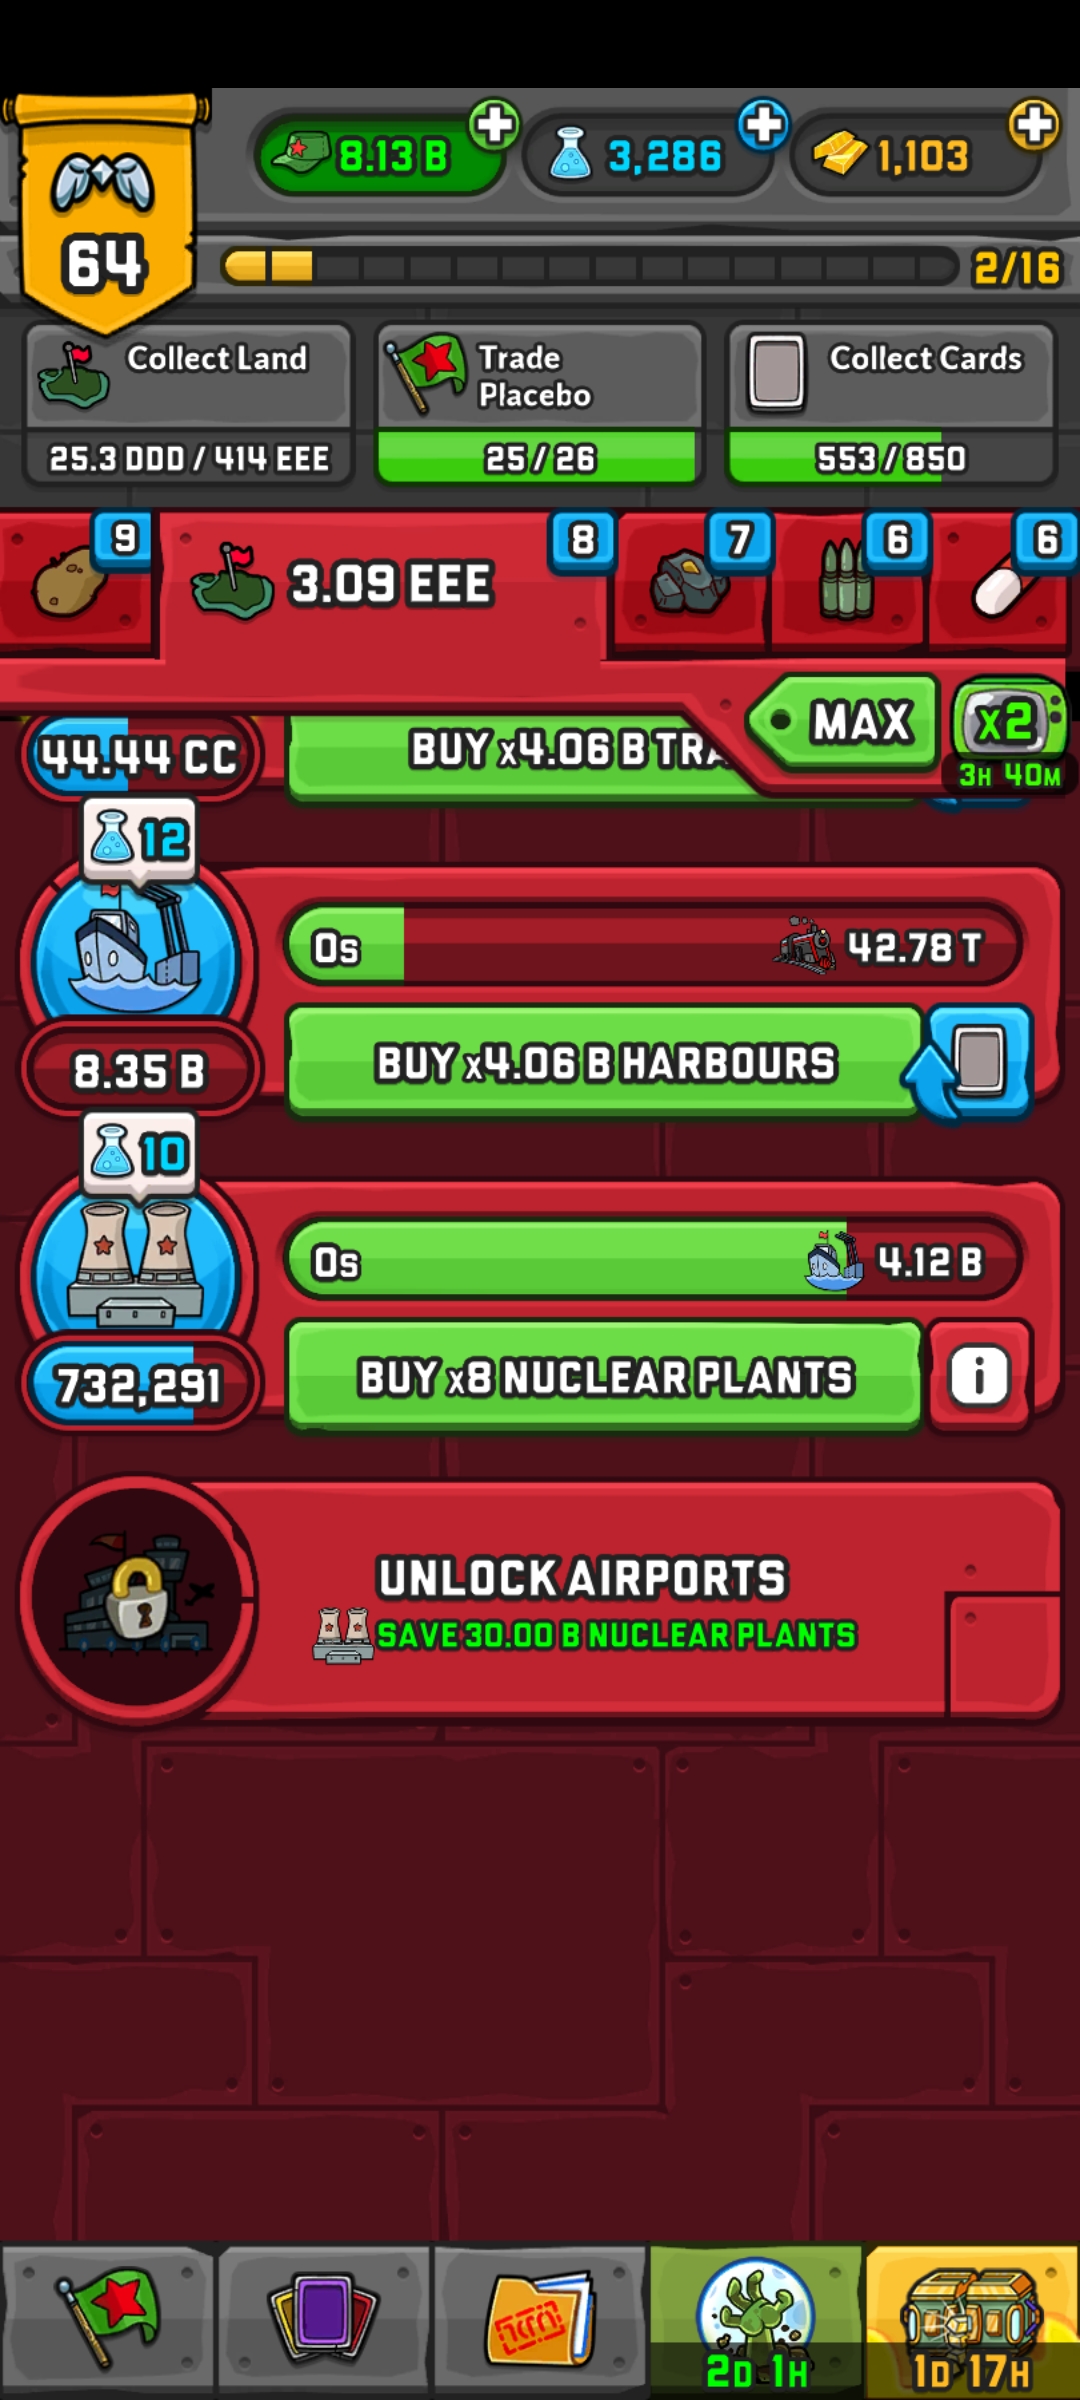 64
8.13 B
3,286
1,103
2/16
Collect Land
25.3 DDD / 414 EEE
Trade
Placebo
25 / 26
Collect Cards
553 / 850
9
3.09 EEE
8
7
6
6
MAX
x2
3H 40M
44.44 CC
BUY x4.06 B TRA
12
0s
42.78 T
8.35 B
BUY x4.06 B HARBOURS
10
0s
4.12 B
732,291
BUY x8 NUCLEAR PLANTS
i
UNLOCK AIRPORTS
SAVE 30.00 B NUCLEAR PLANTS
2D 1H
1D 17H